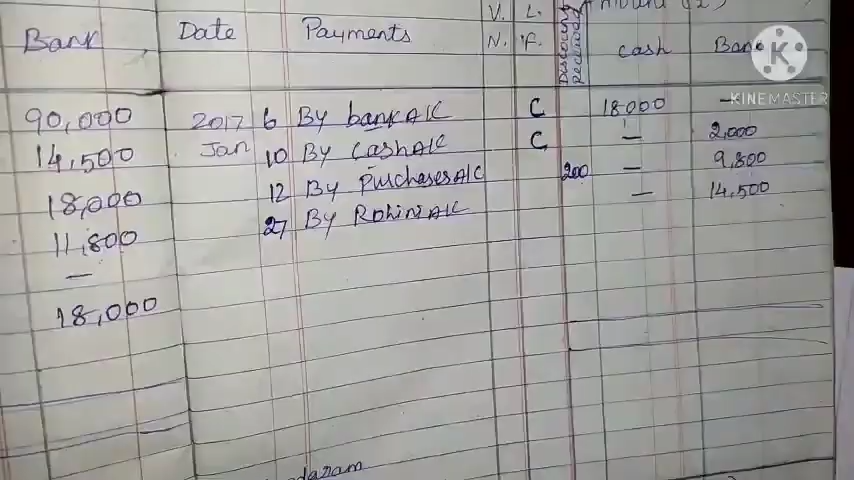 Bank Date Payments V. N. L. F. Discount Received Cash Bank
KINEMASTER
90,000 2017 6 By bank A/C C 18000 –
14,500 Jan 10 By Cash A/C C – 2,000
18,000 12 By Purchases A/C 200 – 9,800
11,800 27 By Rohini A/C – 14,500
–
18,000